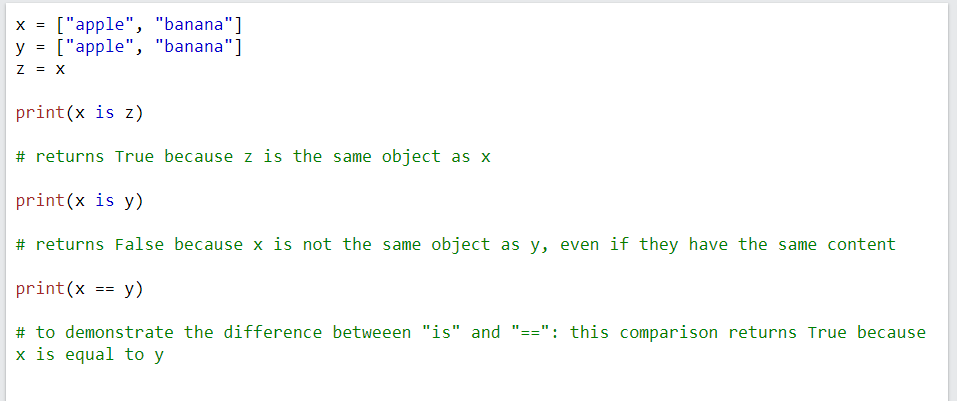 x = ["apple", "banana"]
y = ["apple", "banana"]
z = x
print(x is z)
# returns True because z is the same object as x
print(x is y)
# returns False because x is not the same object as y, even if they have the same content
print(x == y)
# to demonstrate the difference betweeen "is" and "==": this comparison returns True because
x is equal to y